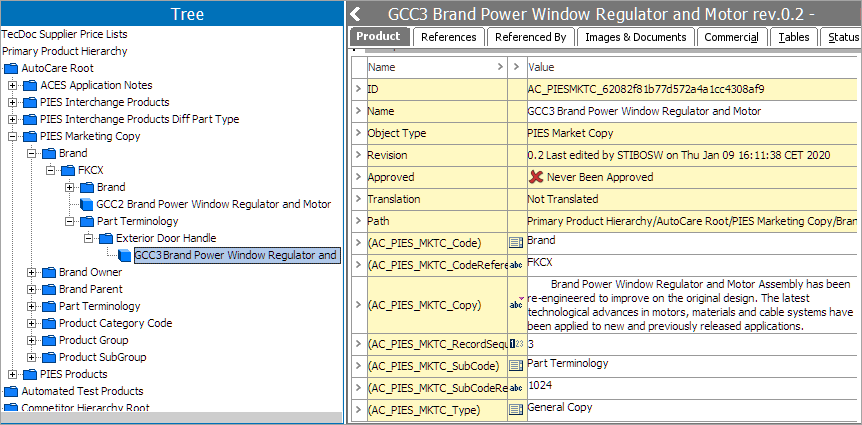 Tree
TecDoc Supplier Price Lists
Primary Product Hierarchy
AutoCare Root
ACES Application Notes
PIES Interchange Products
PIES Interchange Products Diff Part Type
PIES Marketing Copy
Brand
FKCX
Brand
GCC2 Brand Power Window Regulator and Motor
Part Terminology
Exterior Door Handle
GCC3 Brand Power Window Regulator and
Brand Owner
Brand Parent
Part Terminology
Product Category Code
Product Group
Product SubGroup
PIES Products
Automated Test Products
Competitor Hierarchy Root
GCC3 Brand Power Window Regulator and Motor rev.0.2 -
Product References Referenced By Images & Documents Commercial Tables Status
Name Value
ID AC_PIESMKTC_62082f81b77d572a4a1cc4308af9
Name GCC3 Brand Power Window Regulator and Motor
Object Type PIES Market Copy
Revision 0.2 Last edited by STIBOSW on Thu Jan 09 16:11:38 CET 2020
Approved Never Been Approved
Translation Not Translated
Path Primary Product Hierarchy/AutoCare Root/PIES Marketing Copy/Bran
(AC_PIES_MKTC_Code) Brand
(AC_PIES_MKTC_CodeRefere abc FKCX
(AC_PIES_MKTC_Copy) abc Brand Power Window Regulator and Motor Assembly has been
re-engineered to improve on the original design. The latest
technological advances in motors, materials and cable systems have
been applied to new and previously released applications.
(AC_PIES_MKTC_RecordSequ 123 3
(AC_PIES_MKTC_SubCode) Part Terminology
(AC_PIES_MKTC_SubCodeRe abc 1024
(AC_PIES_MKTC_Type) General Copy